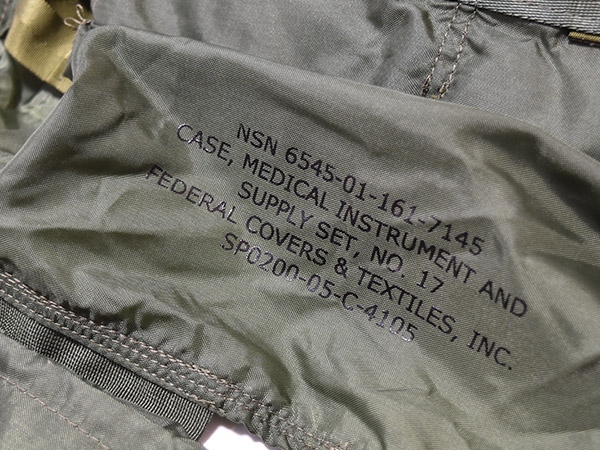 NSN 6545-01-161-7145
CASE, MEDICAL INSTRUMENT AND
SUPPLY SET, NO. 17
FEDERAL COVERS & TEXTILES, INC.
SP0200-05-C-4105